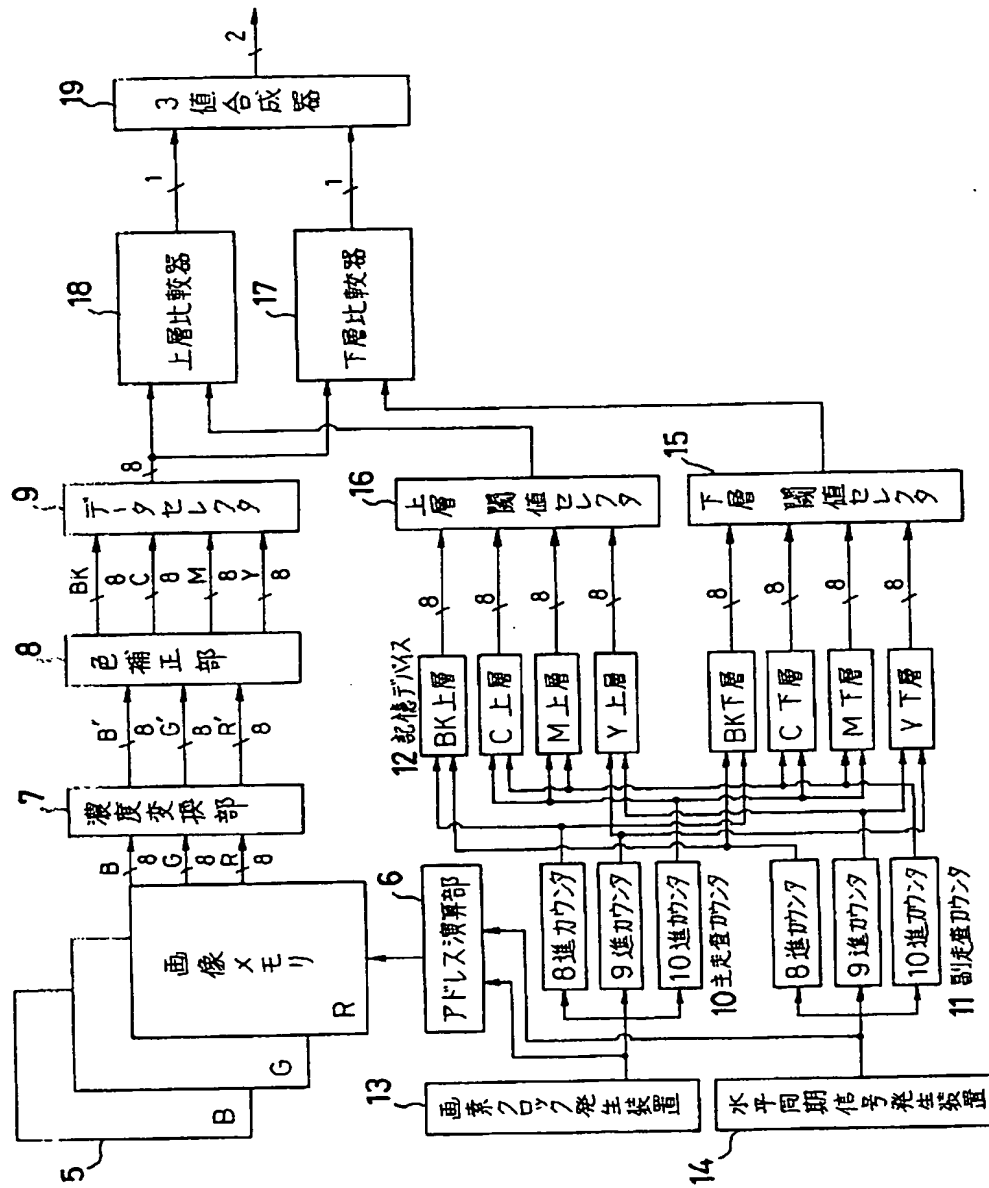 5
B
G
R
画像メモリ
B
8
G
8
R
8
7
濃度変換部
B'
8
G'
8
R'
8
8
色補正部
BK
8
C
8
M
8
Y
8
9
データセレクタ
8
18
上層比較器
17
下層比較器
1
1
19
3値合成器
2
6
アドレス演算部
13
画素クロック発生装置
14
水平同期信号発生装置
8進カウンタ
9進カウンタ
10進カウンタ
10主走査カウンタ
8進カウンタ
9進カウンタ
10進カウンタ
11副走査カウンタ
12記憶デバイス
BK上層
C上層
M上層
Y上層
BK下層
C下層
M下層
Y下層
8
8
8
8
8
8
8
8
16
上層閾値セレクタ
15
下層閾値セレクタ